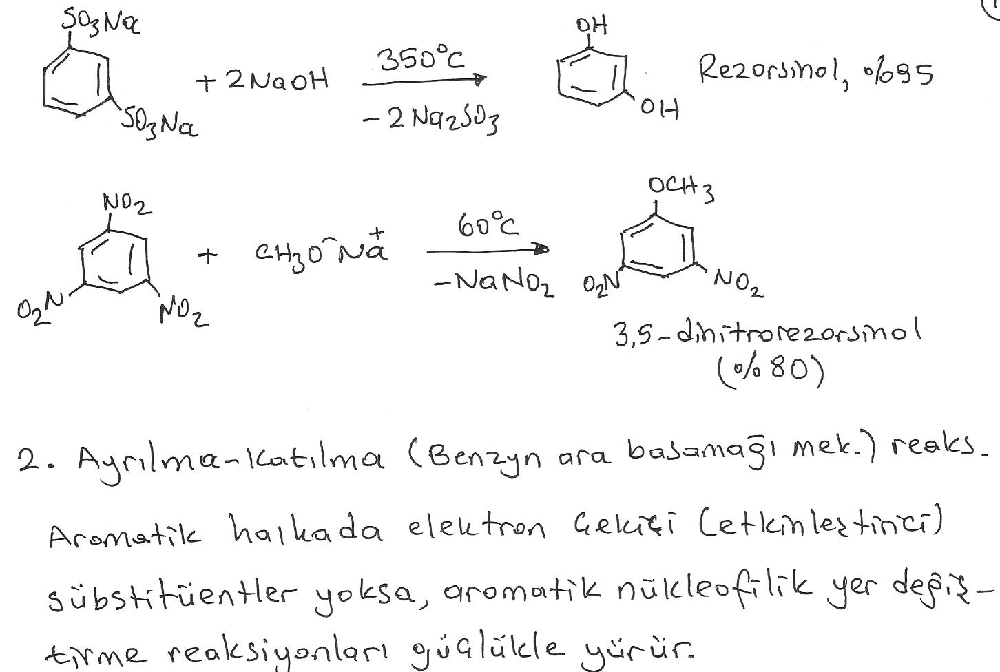 SO3Na
SO3Na
+ 2NaOH
350°C
-2Na2SO3
OH
OH
Rezorsinol, %95
NO2
O2N
NO2
+ CH3O⁻Na⁺
60°C
-NaNO2
OCH3
O2N
NO2
3,5-dinitrorezorsinol
(%80)
2. Ayrılma-Katılma (Benzyn ara basamağı mek.) reaks.
Aromatik halkada elektron çekici (etkinleştirici)
sübstitüentler yoksa, aromatik nükleofilik yer değiş-
tirme reaksiyonları güçlükle yürür.